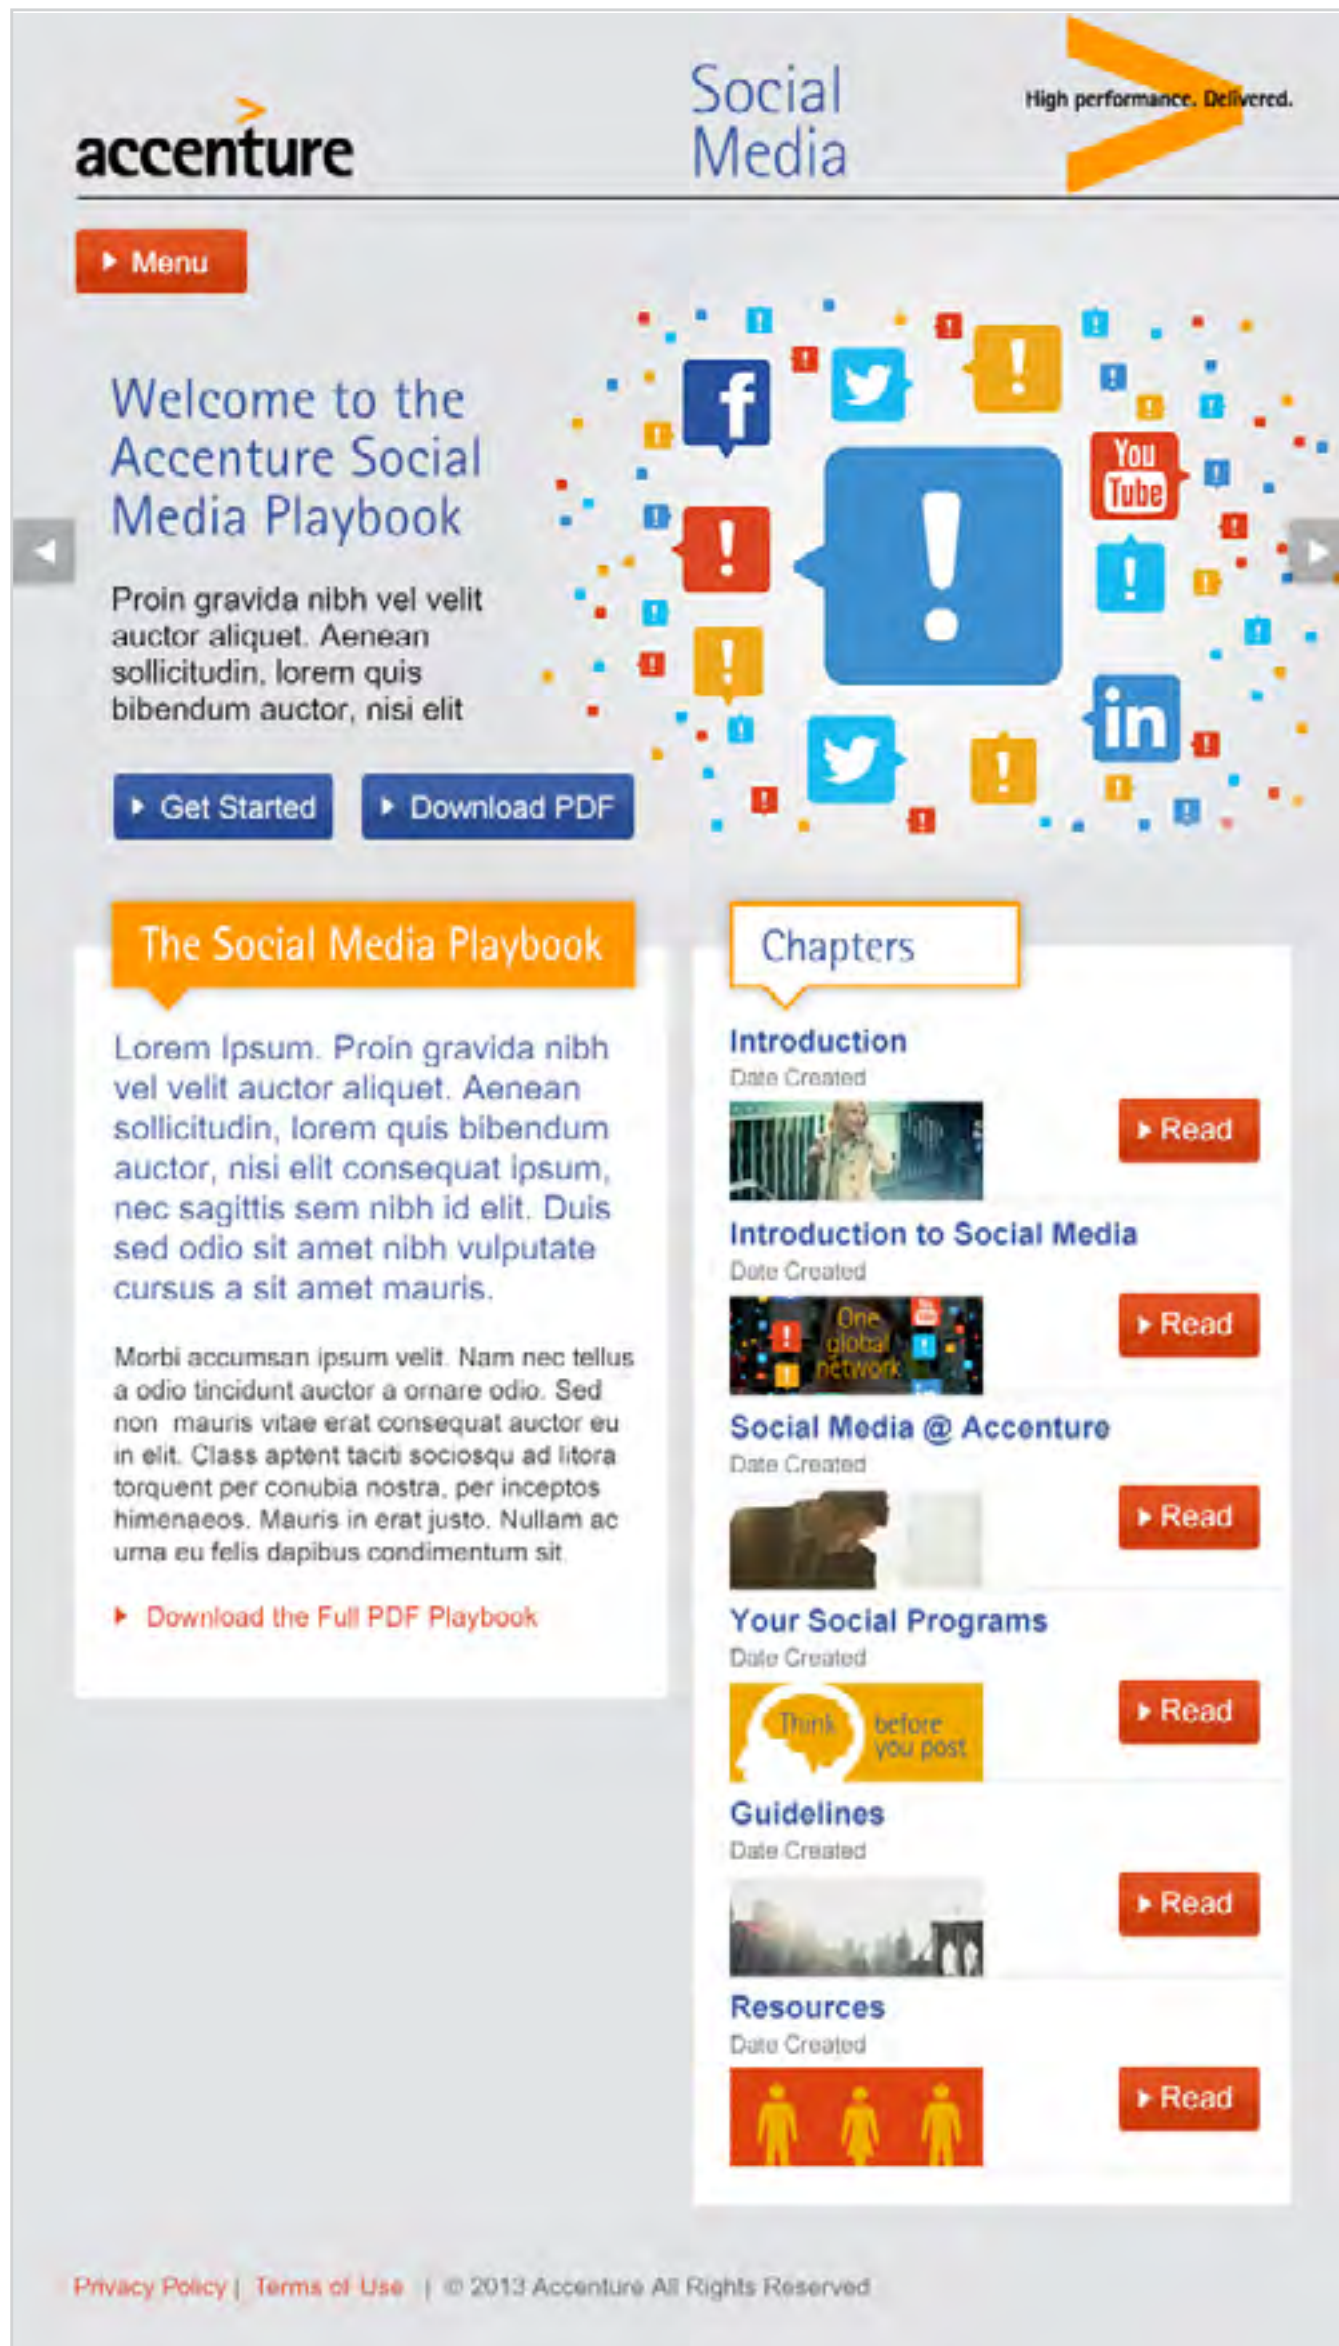 accenture
Social
Media
High performance. Delivered.
Menu
Welcome to the
Accenture Social
Media Playbook
Proin gravida nibh vel velit
auctor aliquet. Aenean
sollicitudin, lorem quis
bibendum auctor, nisi elit
Get Started
Download PDF
f
!
You
Tube
in
The Social Media Playbook
Lorem Ipsum. Proin gravida nibh
vel velit auctor aliquet. Aenean
sollicitudin, lorem quis bibendum
auctor, nisi elit consequat ipsum,
nec sagittis sem nibh id elit. Duis
sed odio sit amet nibh vulputate
cursus a sit amet mauris.
Morbi accumsan ipsum velit. Nam nec tellus
a odio tincidunt auctor a ornare odio. Sed
non mauris vitae erat consequat auctor eu
in elit. Class aptent taciti sociosqu ad litora
torquent per conubia nostra, per inceptos
himenaeos. Mauris in erat justo. Nullam ac
urna eu felis dapibus condimentum sit
Download the Full PDF Playbook
Chapters
Introduction
Date Created
Read
Introduction to Social Media
Date Created
One
global
network
Read
Social Media @ Accenture
Date Created
Read
Your Social Programs
Date Created
Think before
you post
Read
Guidelines
Date Created
Read
Resources
Date Created
Read
Privacy Policy | Terms of Use | © 2013 Accenture All Rights Reserved